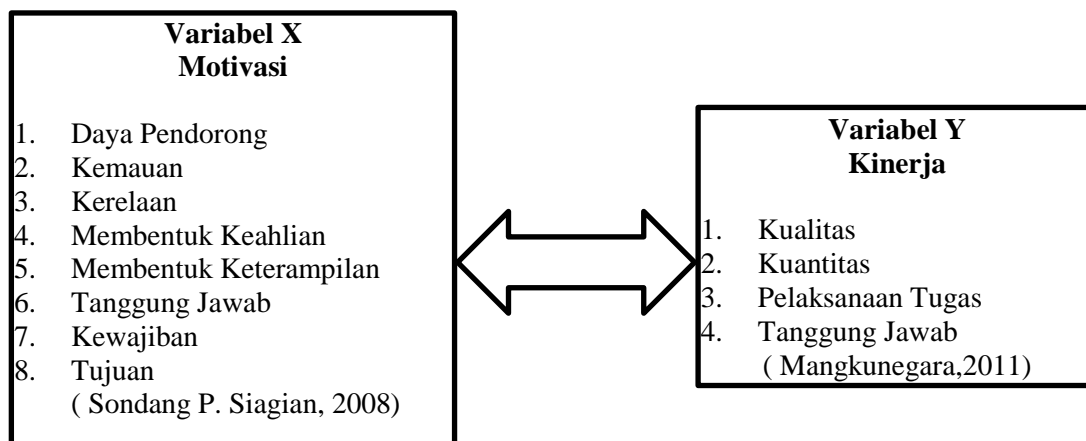 Variabel X
Motivasi
1. Daya Pendorong
2. Kemauan
3. Kerelaan
4. Membentuk Keahlian
5. Membentuk Keterampilan
6. Tanggung Jawab
7. Kewajiban
8. Tujuan
( Sondang P. Siagian, 2008)
Variabel Y
Kinerja
1. Kualitas
2. Kuantitas
3. Pelaksanaan Tugas
4. Tanggung Jawab
( Mangkunegara,2011)